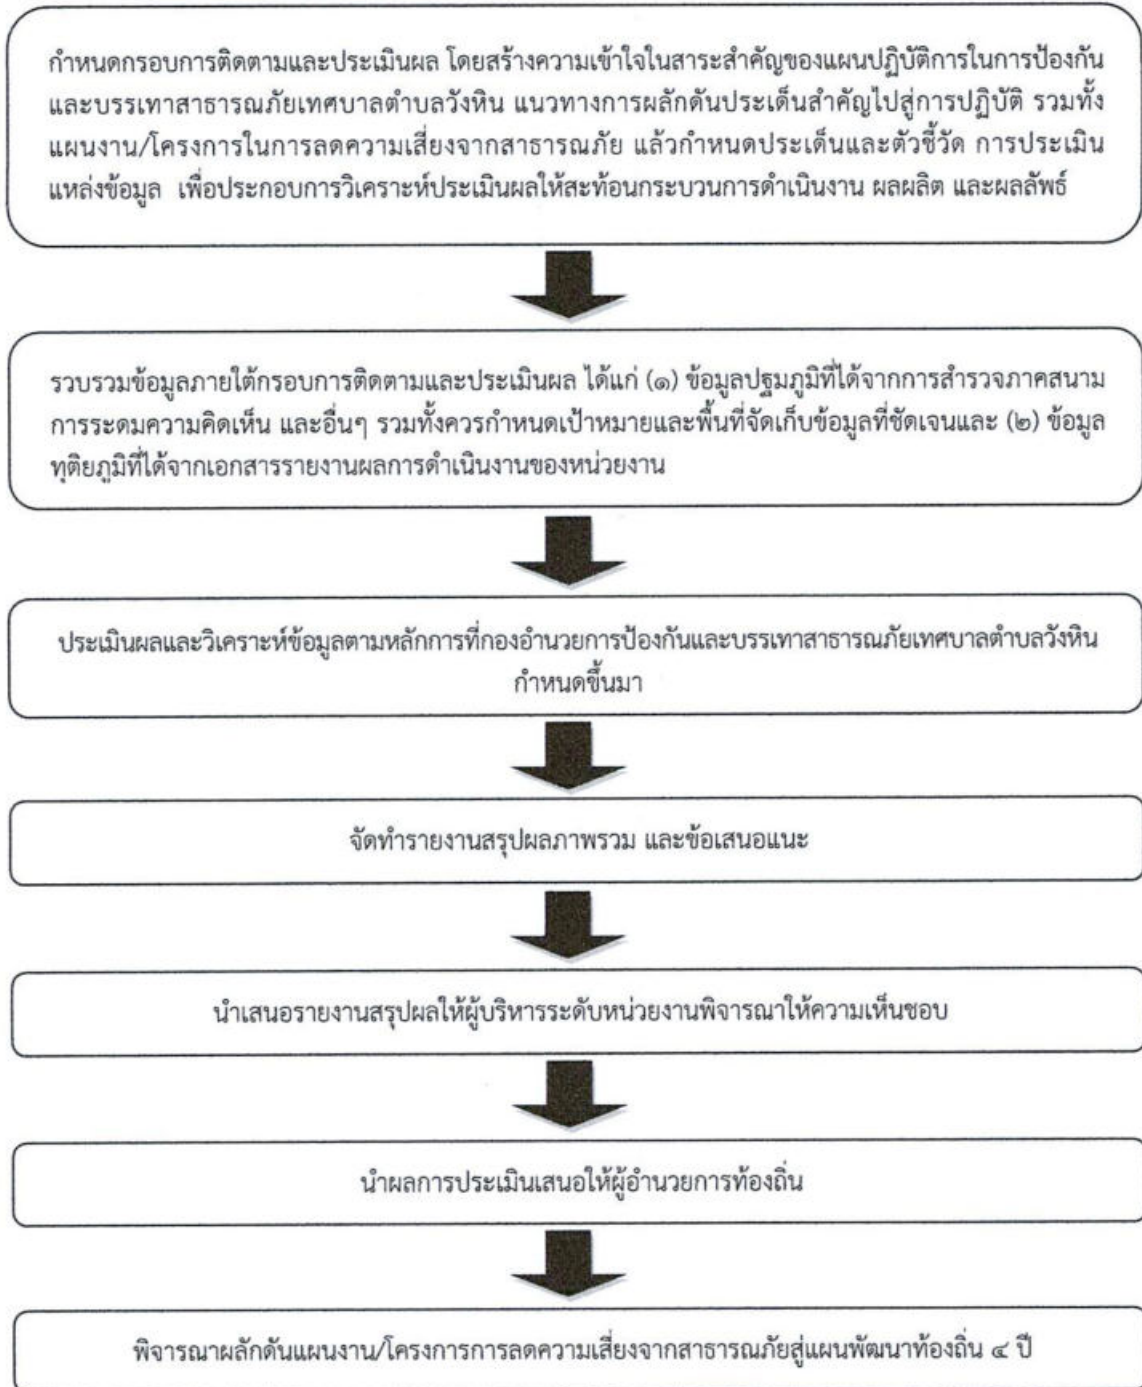 กำหนดกรอบการติดตามและประเมินผล โดยสร้างความเข้าใจในสาระสำคัญของแผนปฏิบัติการในการป้องกัน
และบรรเทาสาธารณภัยเทศบาลตำบลวังหิน แนวทางการผลักดันประเด็นสำคัญไปสู่การปฏิบัติ รวมทั้ง
แผนงาน/โครงการในการลดความเสี่ยงจากสาธารณภัย แล้วกำหนดประเด็นและตัวชี้วัด การประเมิน
แหล่งข้อมูล เพื่อประกอบการวิเคราะห์ประเมินผลให้สะท้อนกระบวนการดำเนินงาน ผลผลิต และผลลัพธ์
รวบรวมข้อมูลภายใต้กรอบการติดตามและประเมินผล ได้แก่ (๑) ข้อมูลปฐมภูมิที่ได้จากการสำรวจภาคสนาม
การระดมความคิดเห็น และอื่นๆ รวมทั้งควรกำหนดเป้าหมายและพื้นที่จัดเก็บข้อมูลที่ชัดเจนและ (๒) ข้อมูล
ทุติยภูมิที่ได้จากเอกสารรายงานผลการดำเนินงานของหน่วยงาน
ประเมินผลและวิเคราะห์ข้อมูลตามหลักการที่กองอำนวยการป้องกันและบรรเทาสาธารณภัยเทศบาลตำบลวังหิน
กำหนดขึ้นมา
จัดทำรายงานสรุปผลภาพรวม และข้อเสนอแนะ
นำเสนอรายงานสรุปผลให้ผู้บริหารระดับหน่วยงานพิจารณาให้ความเห็นชอบ
นำผลการประเมินเสนอให้ผู้อำนวยการท้องถิ่น
พิจารณาผลักดันแผนงาน/โครงการการลดความเสี่ยงจากสาธารณภัยสู่แผนพัฒนาท้องถิ่น ๔ ปี